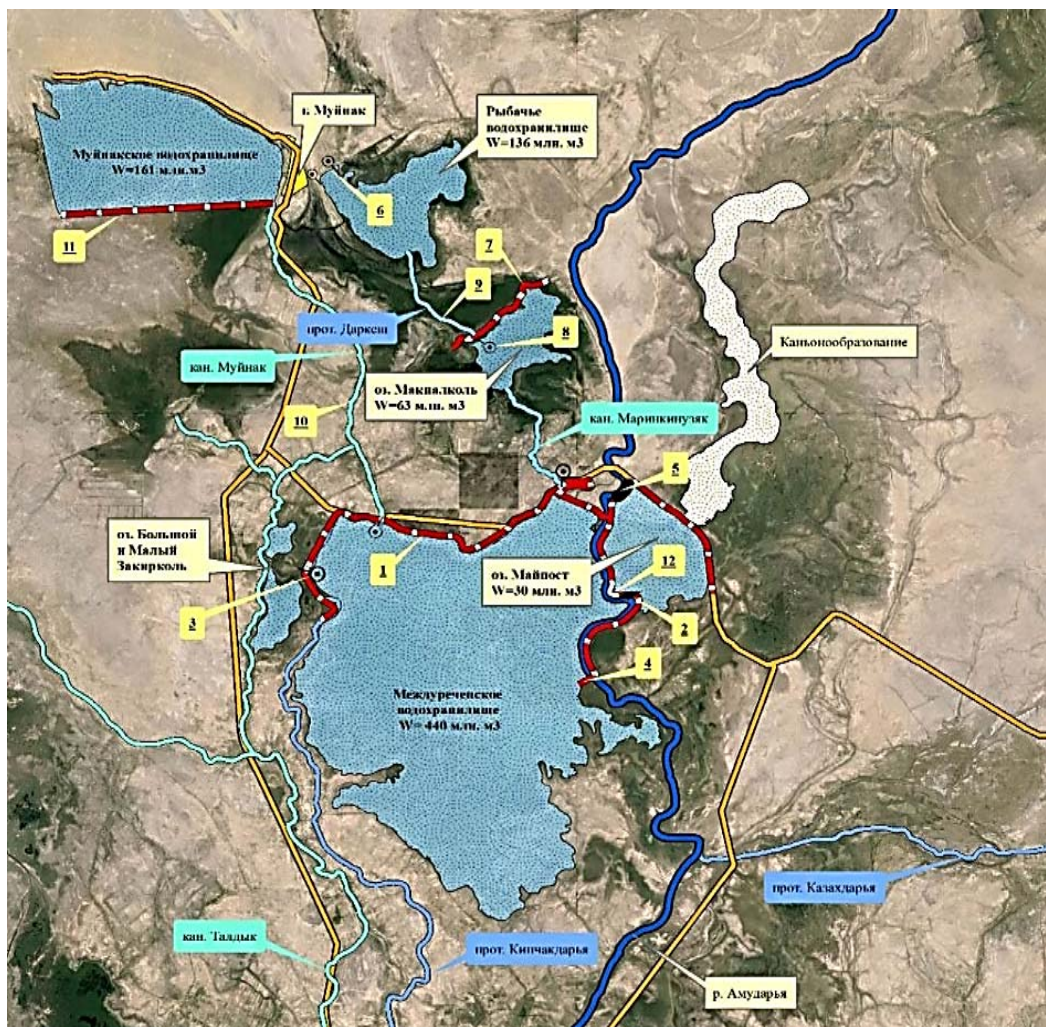 г. Муйнак
Рыбачье
водохранилище
W=136 млн. м3
Муйнакское водохранилище
W=161 млн.м3
6
11
7
9
прот. Даркеш
8
Каньонообразование
кан. Муйнак
оз. Макпалколь
W=63 млн. м3
10
кан. Маринкинузяк
5
оз. Большой
и Малый
Закирколь
1
оз. Майпост
W=30 млн. м3
12
3
2
4
Междуреченское
водохранилище
W= 440 млн. м3
прот. Казахдарья
кан. Талдык
прот. Кипчакдарья
р. Амударья